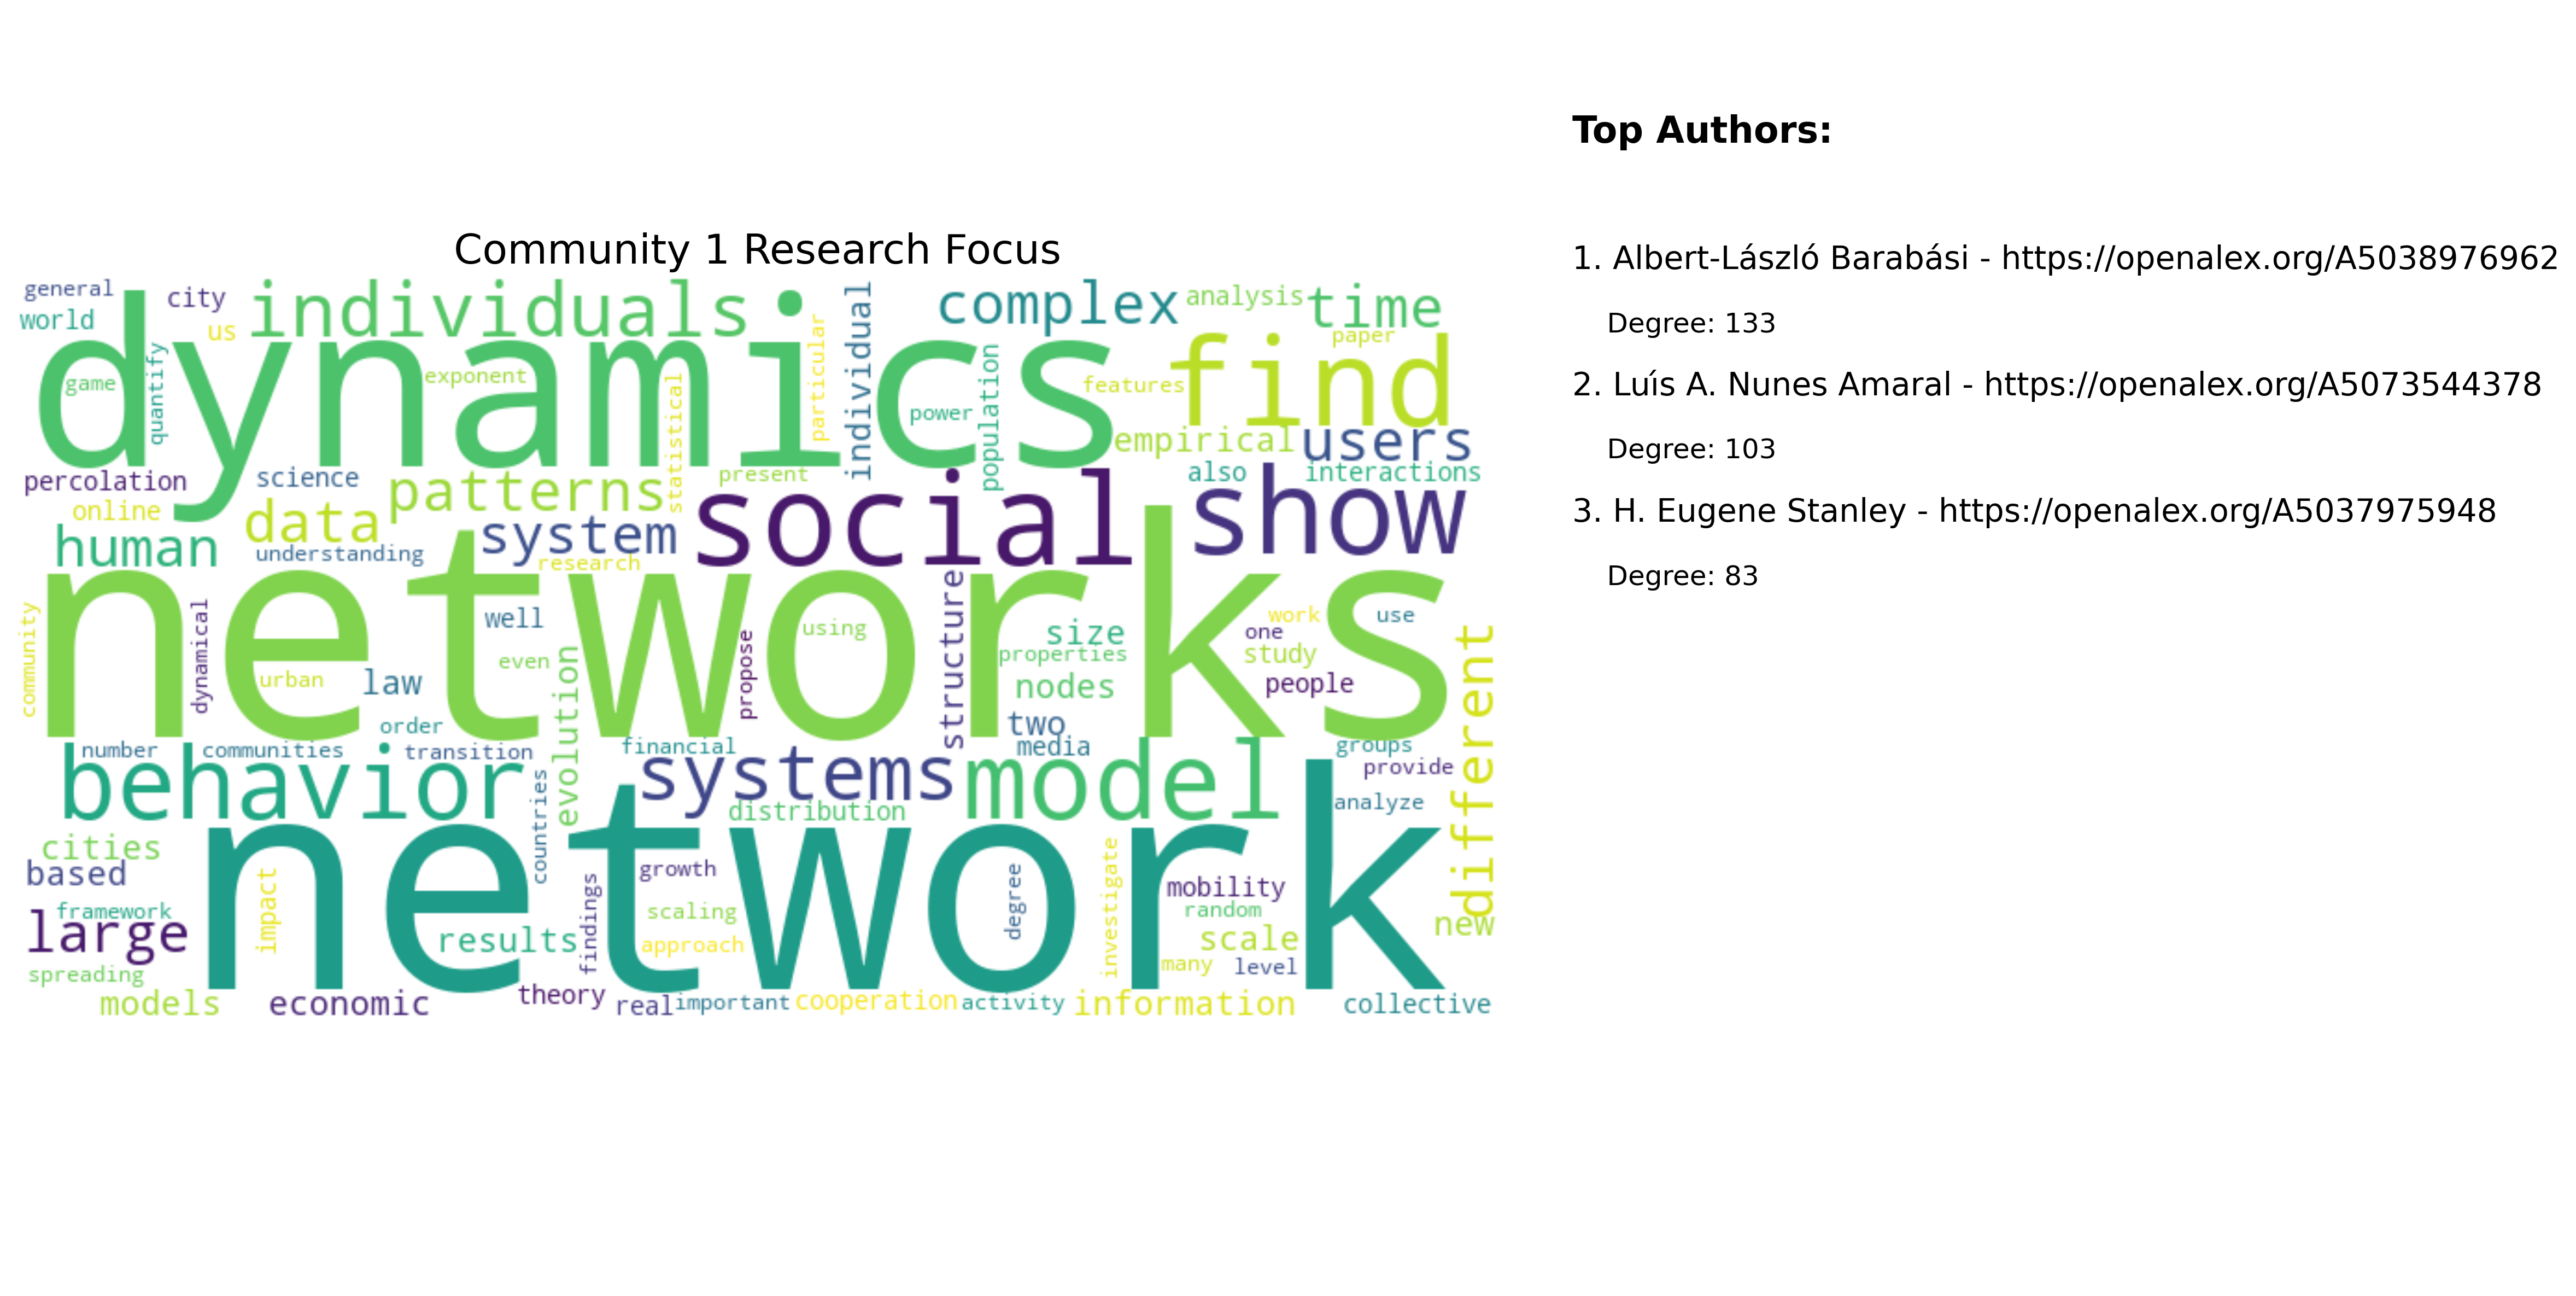 Top Authors:
Community 1 Research Focus
1. Albert-László Barabási - https://openalex.org/A5038976962
Degree: 133
2. Luís A. Nunes Amaral - https://openalex.org/A5073544378
Degree: 103
3. H. Eugene Stanley - https://openalex.org/A5037975948
Degree: 83
general
city
individuals
individual
complex
analysis
time
world
us
particular
paper
dynamics
find
game
quantify
exponent
statistical
power
population
features
empirical
users
percolation
science
patterns
present
also
interactions
online
data
social
show
human
understanding
system
research
networks
community
dynamical
well
using
structure
size
work
use
one
properties
study
even
urban
law
evolution
propose
nodes
people
different
order
two
number
communities
transition
financial
media
groups
behavior
systems
model
provide
countries
distribution
analyze
network
cities
based
growth
degree
investigate
mobility
framework
impact
findings
scaling
random
large
results
approach
scale
new
spreading
many
level
models
economic
theory
real
important
cooperation
activity
information
collective